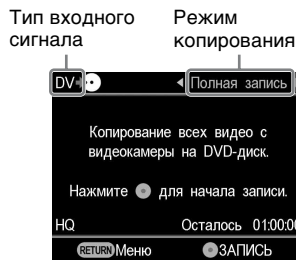 Тип входного сигнала
Режим копирования
DV
Полная запись
Копирование всех видео с
видеокамеры на DVD-диск.
Нажмите для начала записи.
HQ Осталось 01:00:00
RETURN Меню ЗАПИСЬ